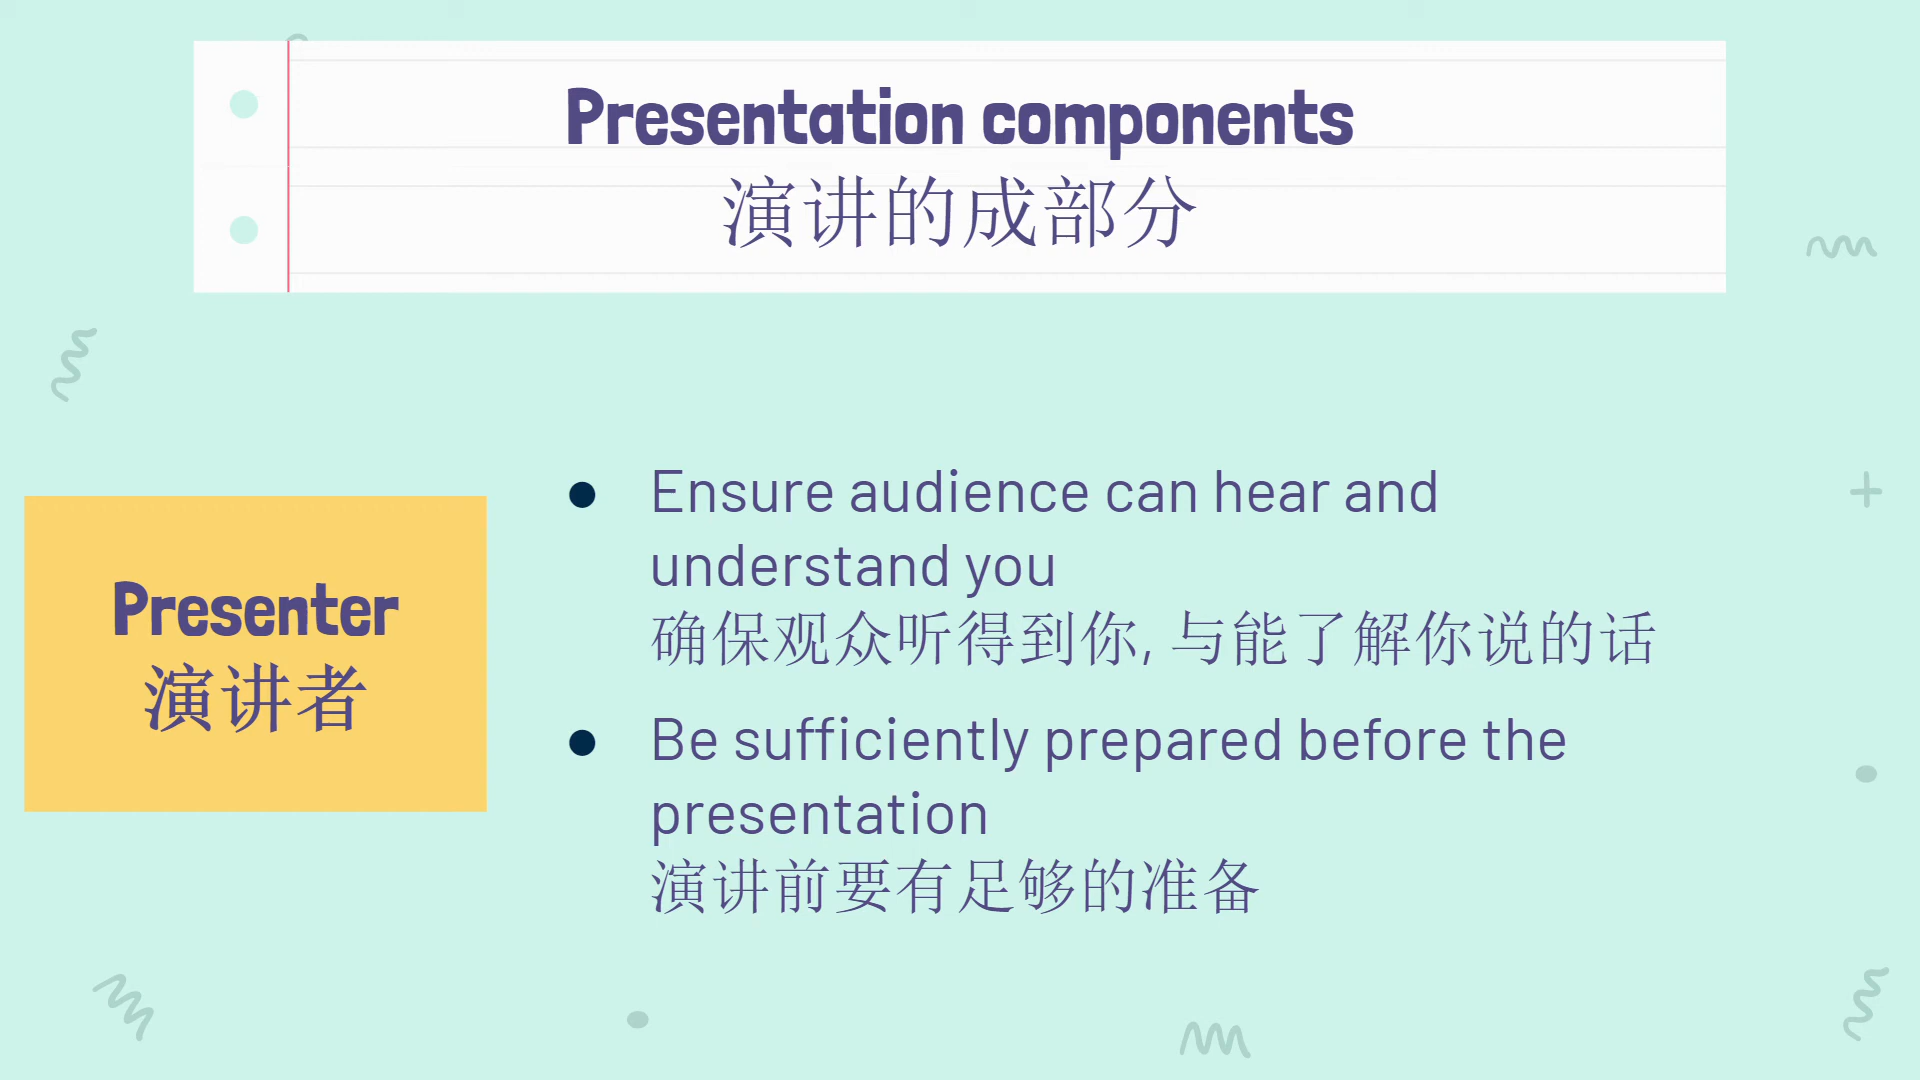 Presentation components
演讲的成部分
Presenter
演讲者
Ensure audience can hear and
understand you
确保观众听得到你, 与能了解你说的话
Be sufficiently prepared before the
presentation
演讲前要有足够的准备